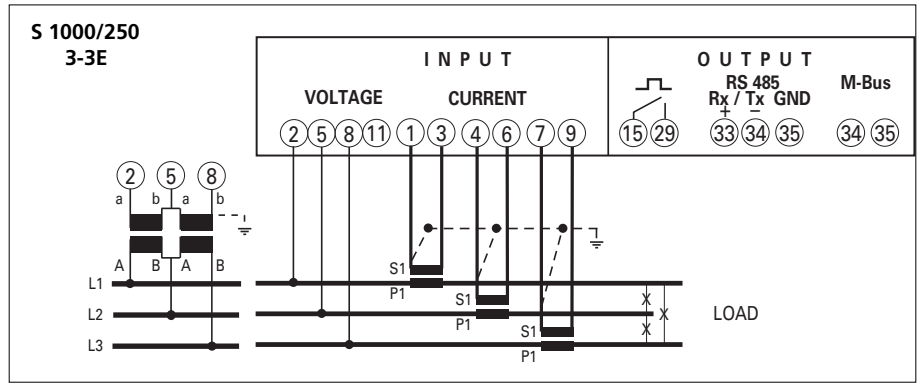 S 1000/250
3-3E
INPUT
OUTPUT
VOLTAGE
CURRENT
RS 485
Rx / Tx GND
+ –
M-Bus
2 5 8 11 1 3 4 6 7 9
15 29 33 34 35 34 35
2 5 8
a b a b
A B A B
L1
L2
L3
S1
P1
S1
P1
S1
P1
X
X
X
LOAD